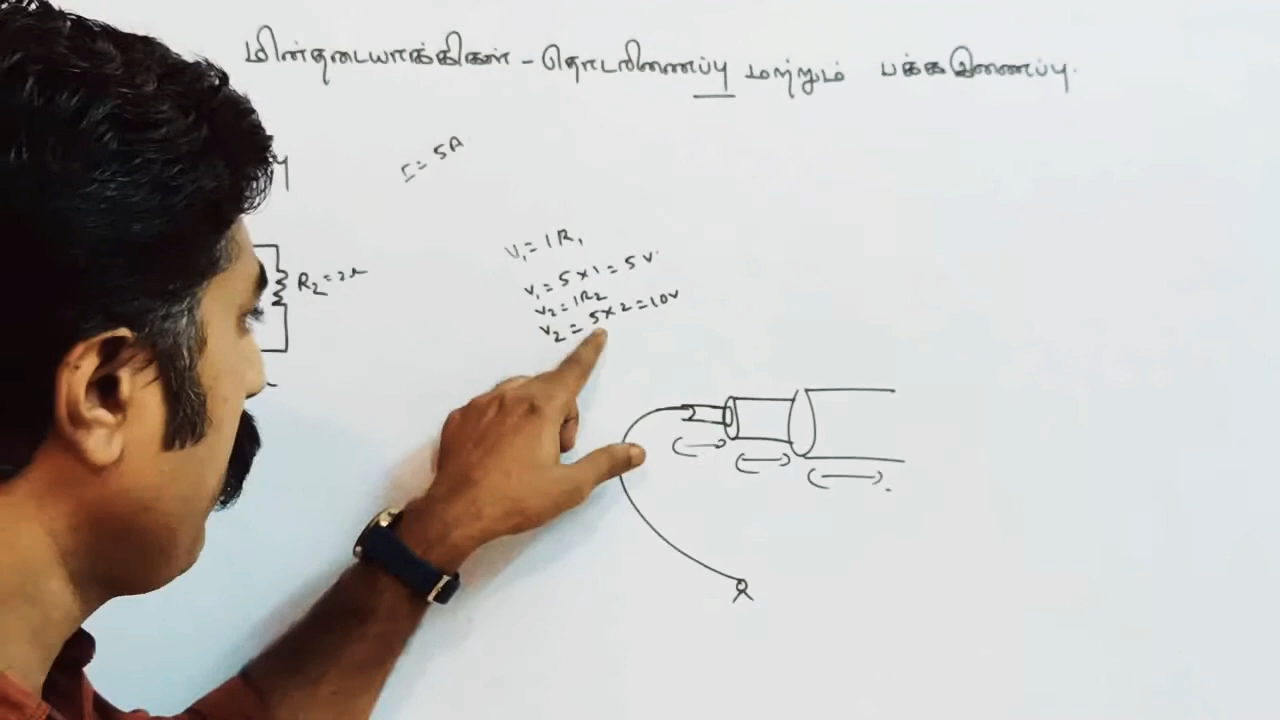 மின்தடையாக்கிகள் - தொடரிணைப்பு மற்றும் பக்க இணைப்பு.
I = 5A
R₂ = 2Ω
V₁ = IR₁
V₁ = 5 × 1 = 5V.
V₂ = IR₂
V₂ = 5 × 2 = 10V